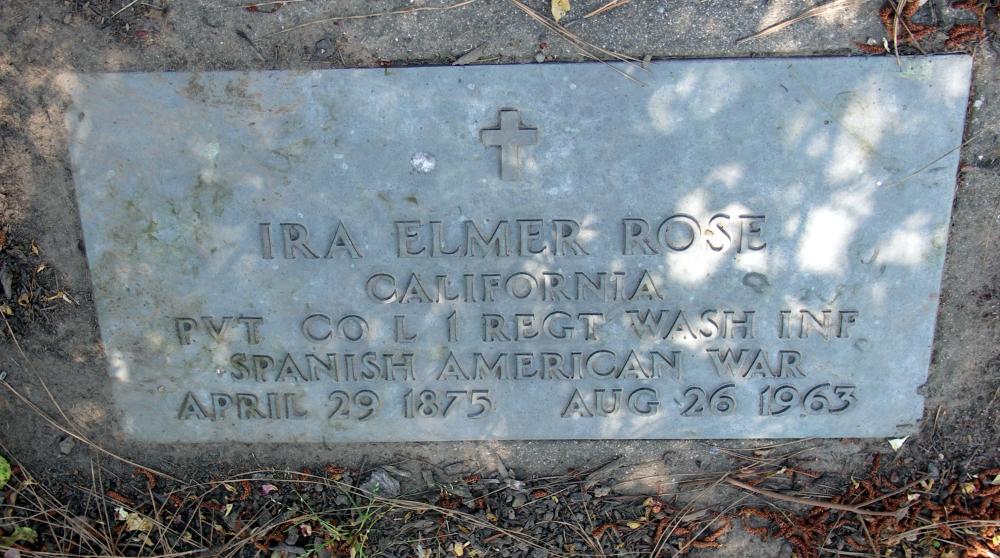 IRA ELMER ROSE
CALIFORNIA
PVT CO L 1 REGT WASH INF
SPANISH AMERICAN WAR
APRIL 29 1875 AUG 26 1963